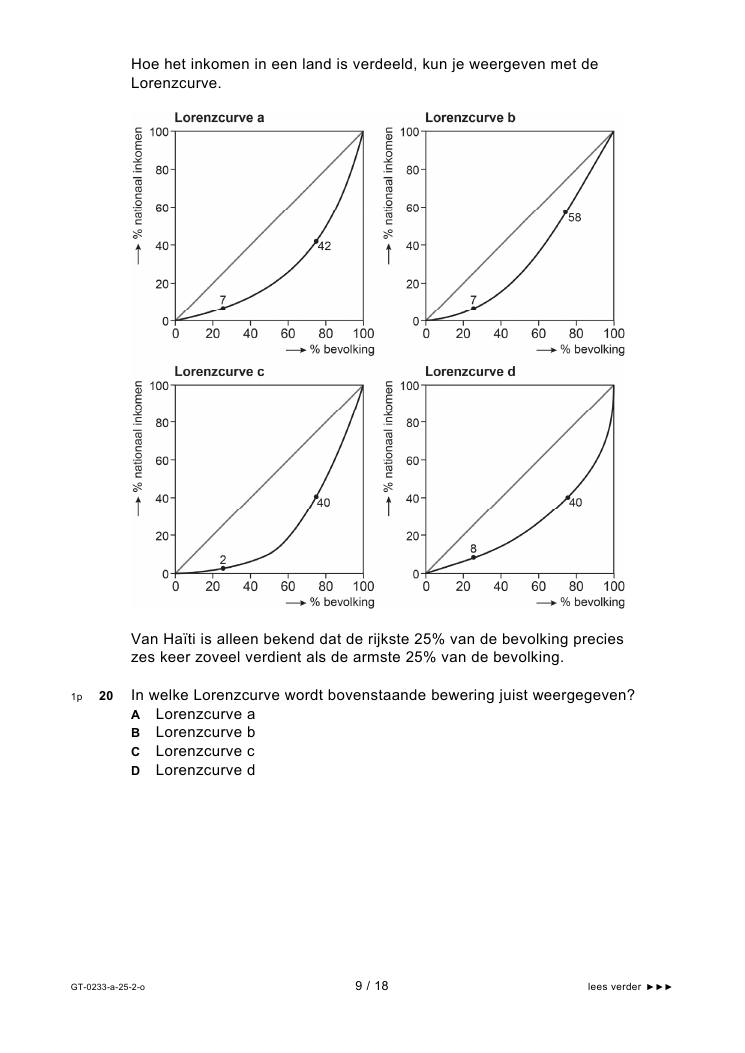 Hoe het inkomen in een land is verdeeld, kun je weergeven met de
Lorenzcurve.
Lorenzcurve a
% nationaal inkomen
100
80
60
40
20
0
7
42
0 20 40 60 80 100
% bevolking
Lorenzcurve b
% nationaal inkomen
100
80
60
40
20
0
7
58
0 20 40 60 80 100
% bevolking
Lorenzcurve c
% nationaal inkomen
100
80
60
40
20
0
2
40
0 20 40 60 80 100
% bevolking
Lorenzcurve d
% nationaal inkomen
100
80
60
40
20
0
8
40
0 20 40 60 80 100
% bevolking
Van Haïti is alleen bekend dat de rijkste 25% van de bevolking precies
zes keer zoveel verdient als de armste 25% van de bevolking.
1p 20 In welke Lorenzcurve wordt bovenstaande bewering juist weergegeven?
A Lorenzcurve a
B Lorenzcurve b
C Lorenzcurve c
D Lorenzcurve d
GT-0233-a-25-2-o 9 / 18 lees verder ►►►